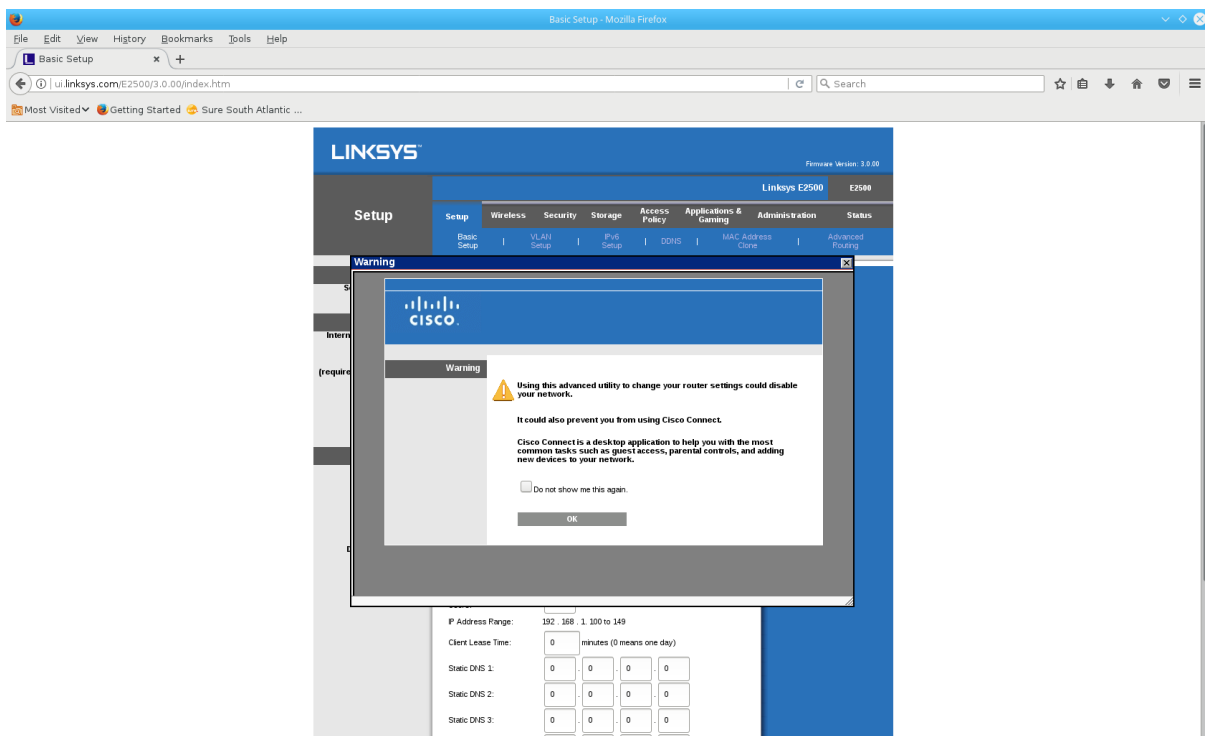 Basic Setup - Mozilla Firefox
File Edit View History Bookmarks Tools Help
Basic Setup
ui.linksys.com/E2500/3.0.00/index.htm
Search
Most Visited Getting Started Sure South Atlantic ...
LINKSYS™
Firmware Version: 3.0.00
Linksys E2500 E2500
Setup
Setup Wireless Security Storage Access Policy Applications & Gaming Administration Status
Basic Setup | VLAN Setup | IPv6 Setup | DDNS | MAC Address Clone | Advanced Routing
Warning
CISCO.
Intern
(require
Warning
Using this advanced utility to change your router settings could disable
your network.
It could also prevent you from using Cisco Connect.
Cisco Connect is a desktop application to help you with the most
common tasks such as guest access, parental controls, and adding
new devices to your network.
Do not show me this again.
OK
IP Address Range: 192 . 168 . 1. 100 to 149
Client Lease Time: 0 minutes (0 means one day)
Static DNS 1: 0 . 0 . 0 . 0
Static DNS 2: 0 . 0 . 0 . 0
Static DNS 3: 0 . 0 . 0 . 0